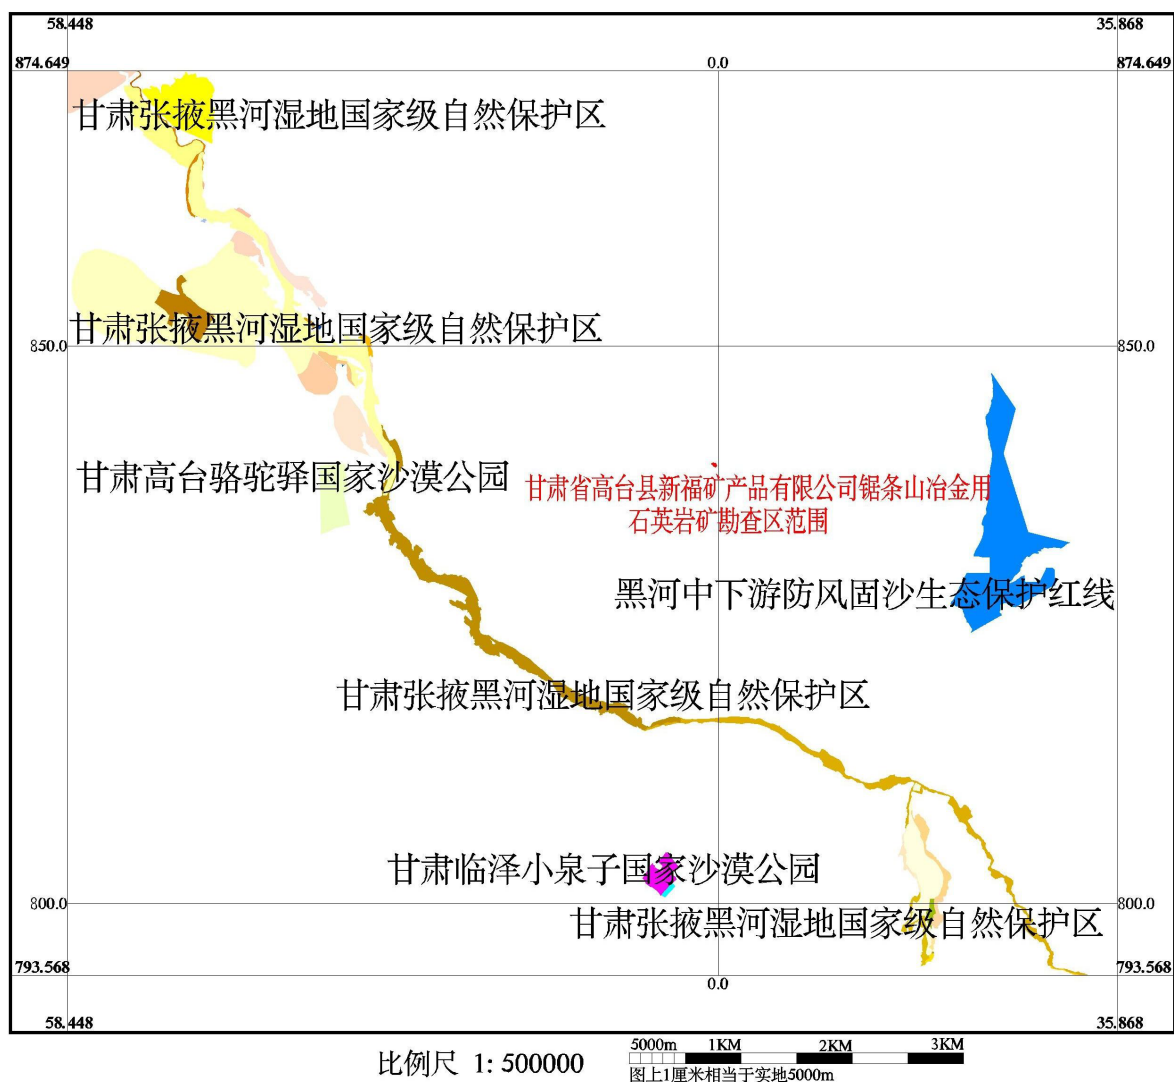 58.448
35.868
874.649
0.0
874.649
甘肃张掖黑河湿地国家级自然保护区
甘肃张掖黑河湿地国家级自然保护区
850.0
850.0
甘肃高台骆驼驿国家沙漠公园
甘肃省高台县新福矿产品有限公司锯条山冶金用
石英岩矿勘查区范围
黑河中下游防风固沙生态保护红线
甘肃张掖黑河湿地国家级自然保护区
甘肃临泽小泉子国家沙漠公园
800.0
800.0
甘肃张掖黑河湿地国家级自然保护区
793.568
0.0
793.568
58.448
35.868
比例尺 1: 500000
5000m 1KM 2KM 3KM
图上1厘米相当于实地5000m